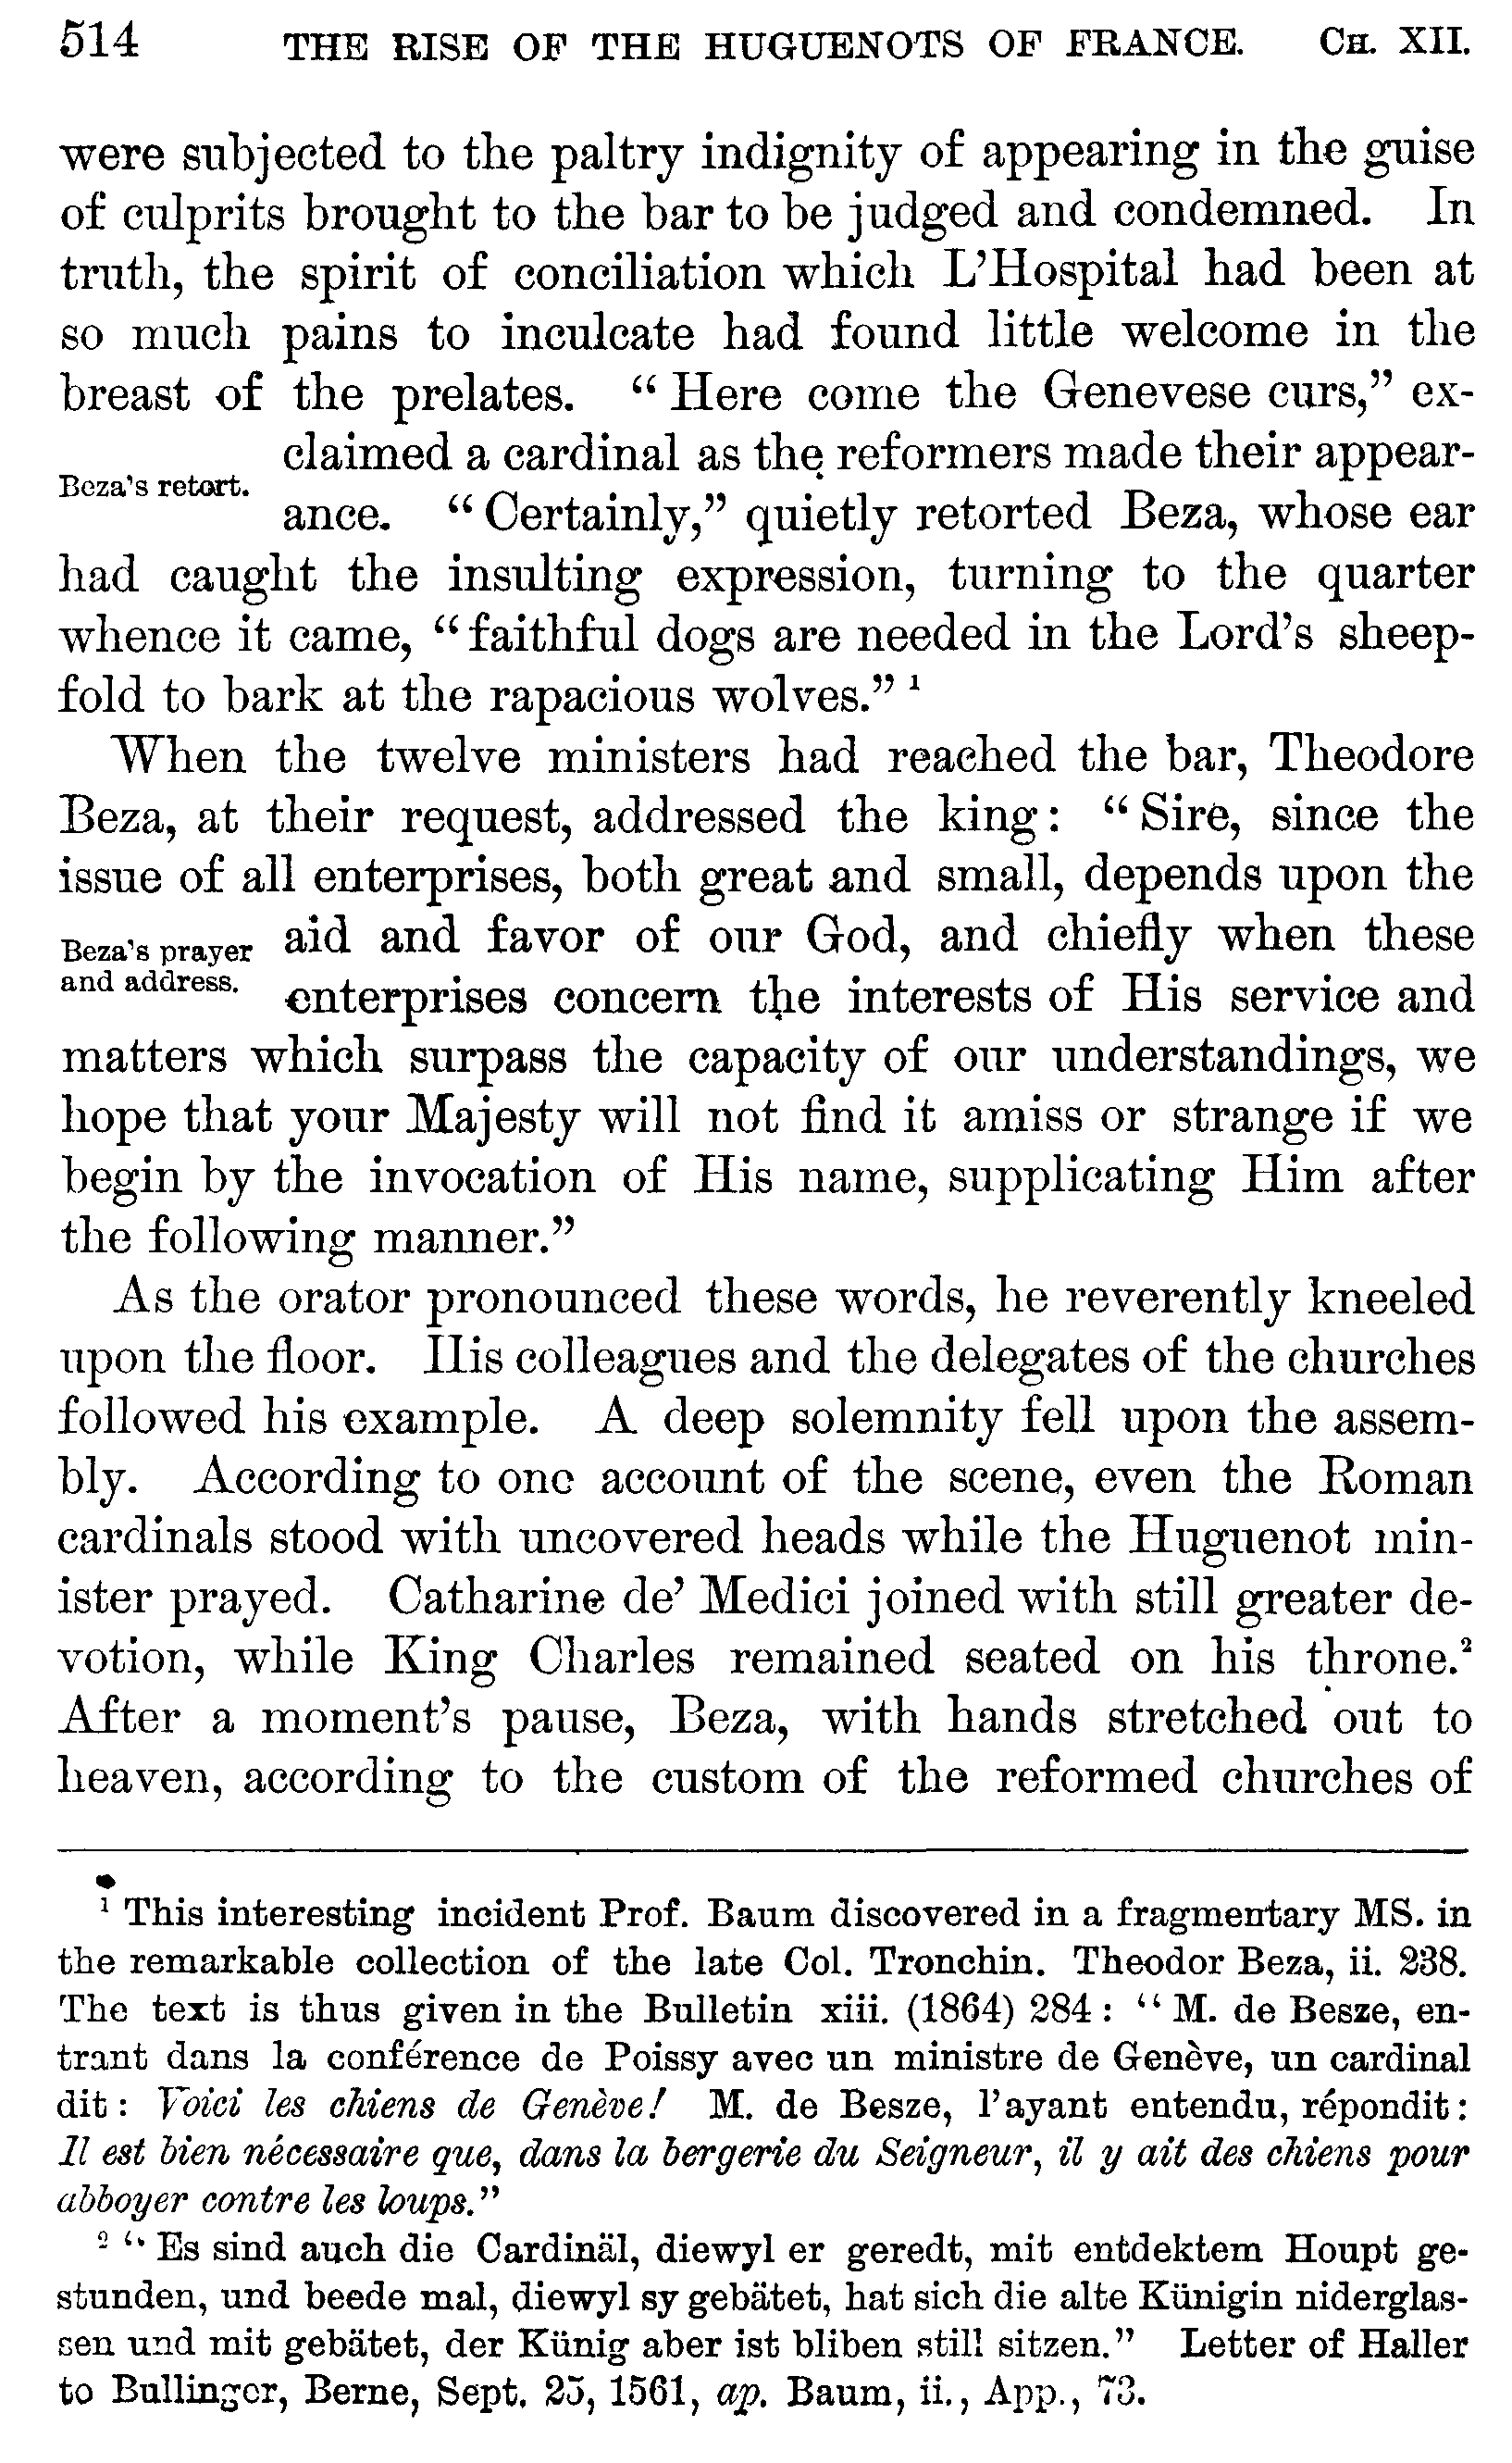 514 THE RISE OF THE HUGUENOTS OF FRANCE. CH. XII.
were subjected to the paltry indignity of appearing in the guise
of culprits brought to the bar to be judged and condemned. In
truth, the spirit of conciliation which L'Hospital had been at
so much pains to inculcate had found little welcome in the
breast of the prelates. "Here come the Genevese curs," ex-
claimed a cardinal as the reformers made their appear-
Beza's retort.
ance. "Certainly," quietly retorted Beza, whose ear
had caught the insulting expression, turning to the quarter
whence it came, "faithful dogs are needed in the Lord's sheep-
fold to bark at the rapacious wolves." ¹
When the twelve ministers had reached the bar, Theodore
Beza, at their request, addressed the king: "Sire, since the
issue of all enterprises, both great and small, depends upon the
Beza's prayer
and address.
aid and favor of our God, and chiefly when these
enterprises concern the interests of His service and
matters which surpass the capacity of our understandings, we
hope that your Majesty will not find it amiss or strange if we
begin by the invocation of His name, supplicating Him after
the following manner."
As the orator pronounced these words, he reverently kneeled
upon the floor. His colleagues and the delegates of the churches
followed his example. A deep solemnity fell upon the assem-
bly. According to one account of the scene, even the Roman
cardinals stood with uncovered heads while the Huguenot min-
ister prayed. Catharine de' Medici joined with still greater de-
votion, while King Charles remained seated on his throne.²
After a moment's pause, Beza, with hands stretched out to
heaven, according to the custom of the reformed churches of
¹ This interesting incident Prof. Baum discovered in a fragmentary MS. in
the remarkable collection of the late Col. Tronchin. Theodor Beza, ii. 238.
The text is thus given in the Bulletin xiii. (1864) 284: "M. de Besze, en-
trant dans la conférence de Poissy avec un ministre de Genève, un cardinal
dit: Voici les chiens de Genève! M. de Besze, l'ayant entendu, répondit:
Il est bien nécessaire que, dans la bergerie du Seigneur, il y ait des chiens pour
abboyer contre les loups."
² "Es sind auch die Cardinäl, diewyl er geredt, mit entdektem Houpt ge-
stunden, und beede mal, diewyl sy gebätet, hat sich die alte Künigin niderglas-
sen und mit gebätet, der Künig aber ist bliben still sitzen." Letter of Haller
to Bullinger, Berne, Sept. 25, 1561, ap. Baum, ii., App., 73.